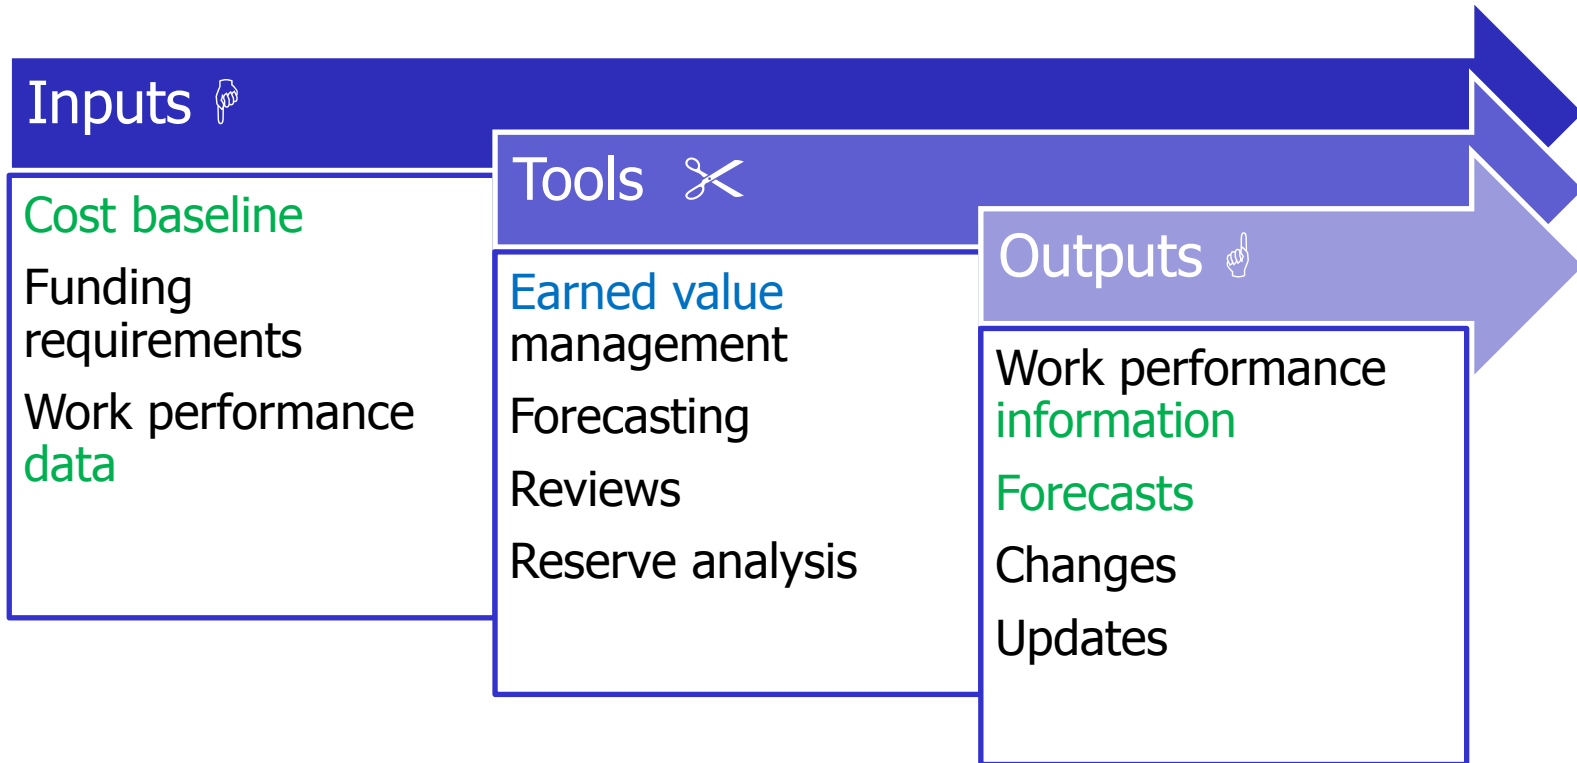 Inputs
Cost baseline
Funding
requirements
Work performance
data
Tools
Earned value
management
Forecasting
Reviews
Reserve analysis
Outputs
Work performance
information
Forecasts
Changes
Updates